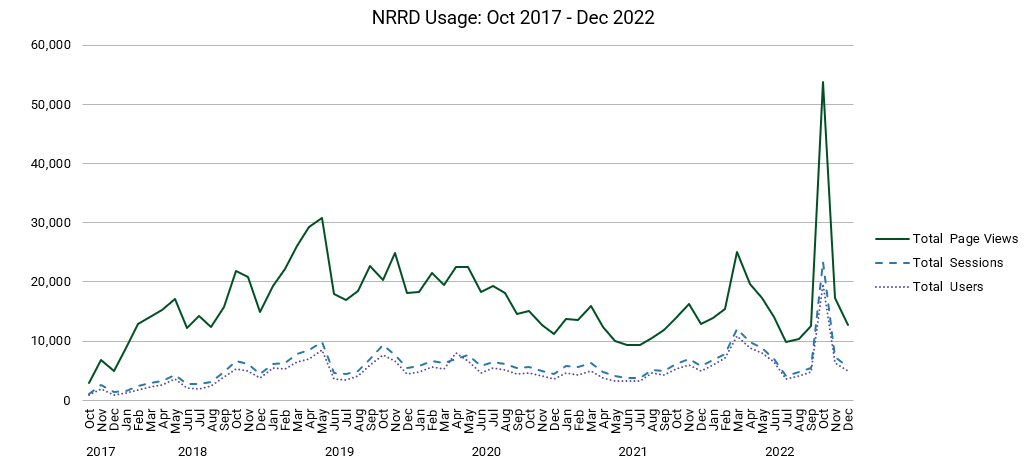 NRRD Usage: Oct 2017 - Dec 2022
60,000
50,000
40,000
30,000
20,000
10,000
0
Oct Nov Dec Jan Feb Mar Apr May Jun Jul Aug Sep Oct Nov Dec Jan Feb Mar Apr May Jun Jul Aug Sep Oct Nov Dec Jan Feb Mar Apr May Jun Jul Aug Sep Oct Nov Dec Jan Feb Mar Apr May Jun Jul Aug Sep Oct Nov Dec Jan Feb Mar Apr May Jun Jul Aug Sep Oct Nov Dec
2017 2018 2019 2020 2021 2022
Total Page Views
Total Sessions
Total Users